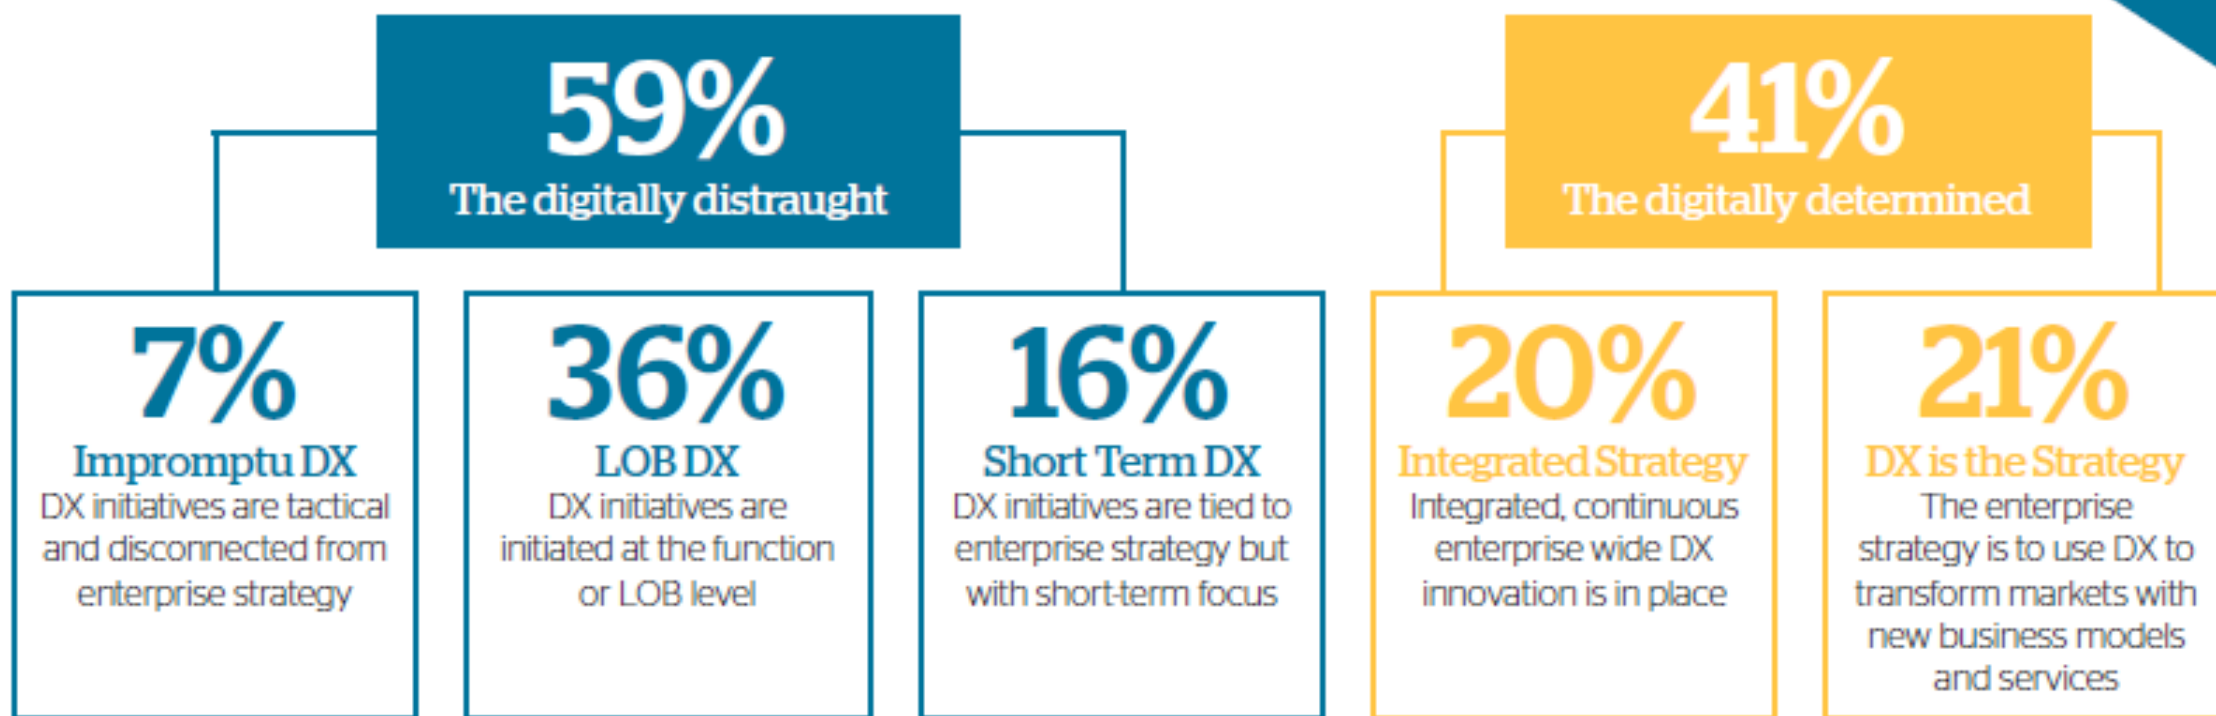 59%
The digitally distraught
41%
The digitally determined
7%
Impromptu DX
DX initiatives are tactical
and disconnected from
enterprise strategy
36%
LOB DX
DX initiatives are
initiated at the function
or LOB level
16%
Short Term DX
DX initiatives are tied to
enterprise strategy but
with short-term focus
20%
Integrated Strategy
Integrated, continuous
enterprise wide DX
innovation is in place
21%
DX is the Strategy
The enterprise
strategy is to use DX to
transform markets with
new business models
and services